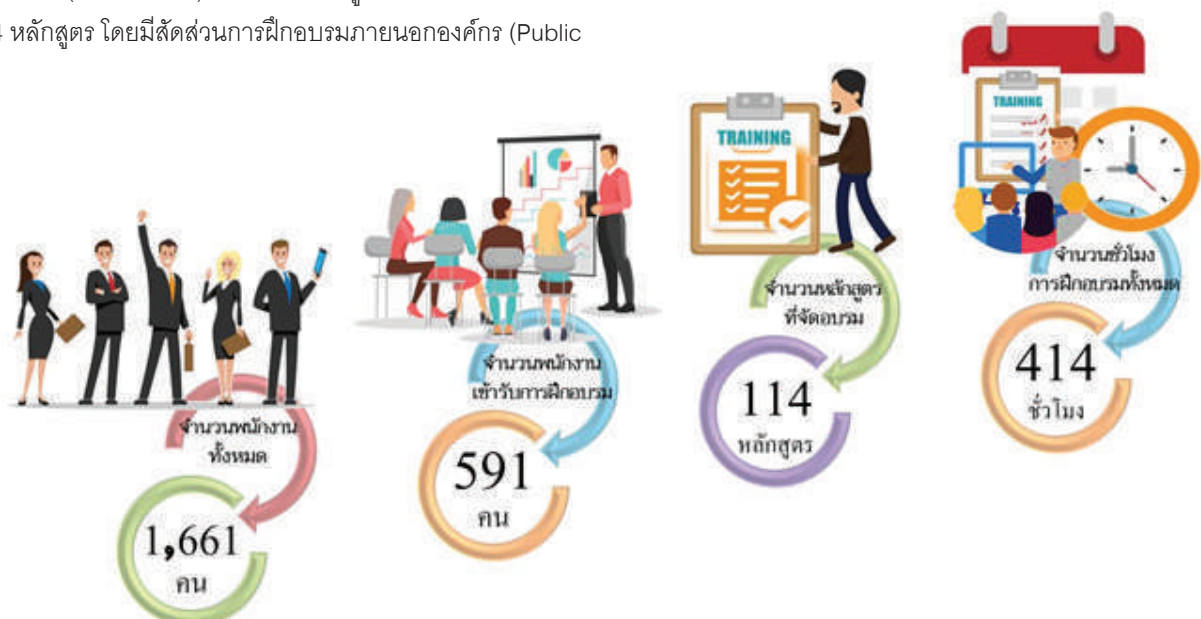 หลักสูตร โดยมีสัดส่วนการฝึกอบรมภายนอกองค์กร (Public
TRAINING
TRAINING
จำนวนพนักงาน
ทั้งหมด
1,661
คน
จำนวนพนักงาน
เข้ารับการฝึกอบรม
591
คน
จำนวนหลักสูตร
ที่จัดอบรม
114
หลักสูตร
จำนวนชั่วโมง
การฝึกอบรมทั้งหมด
414
ชั่วโมง